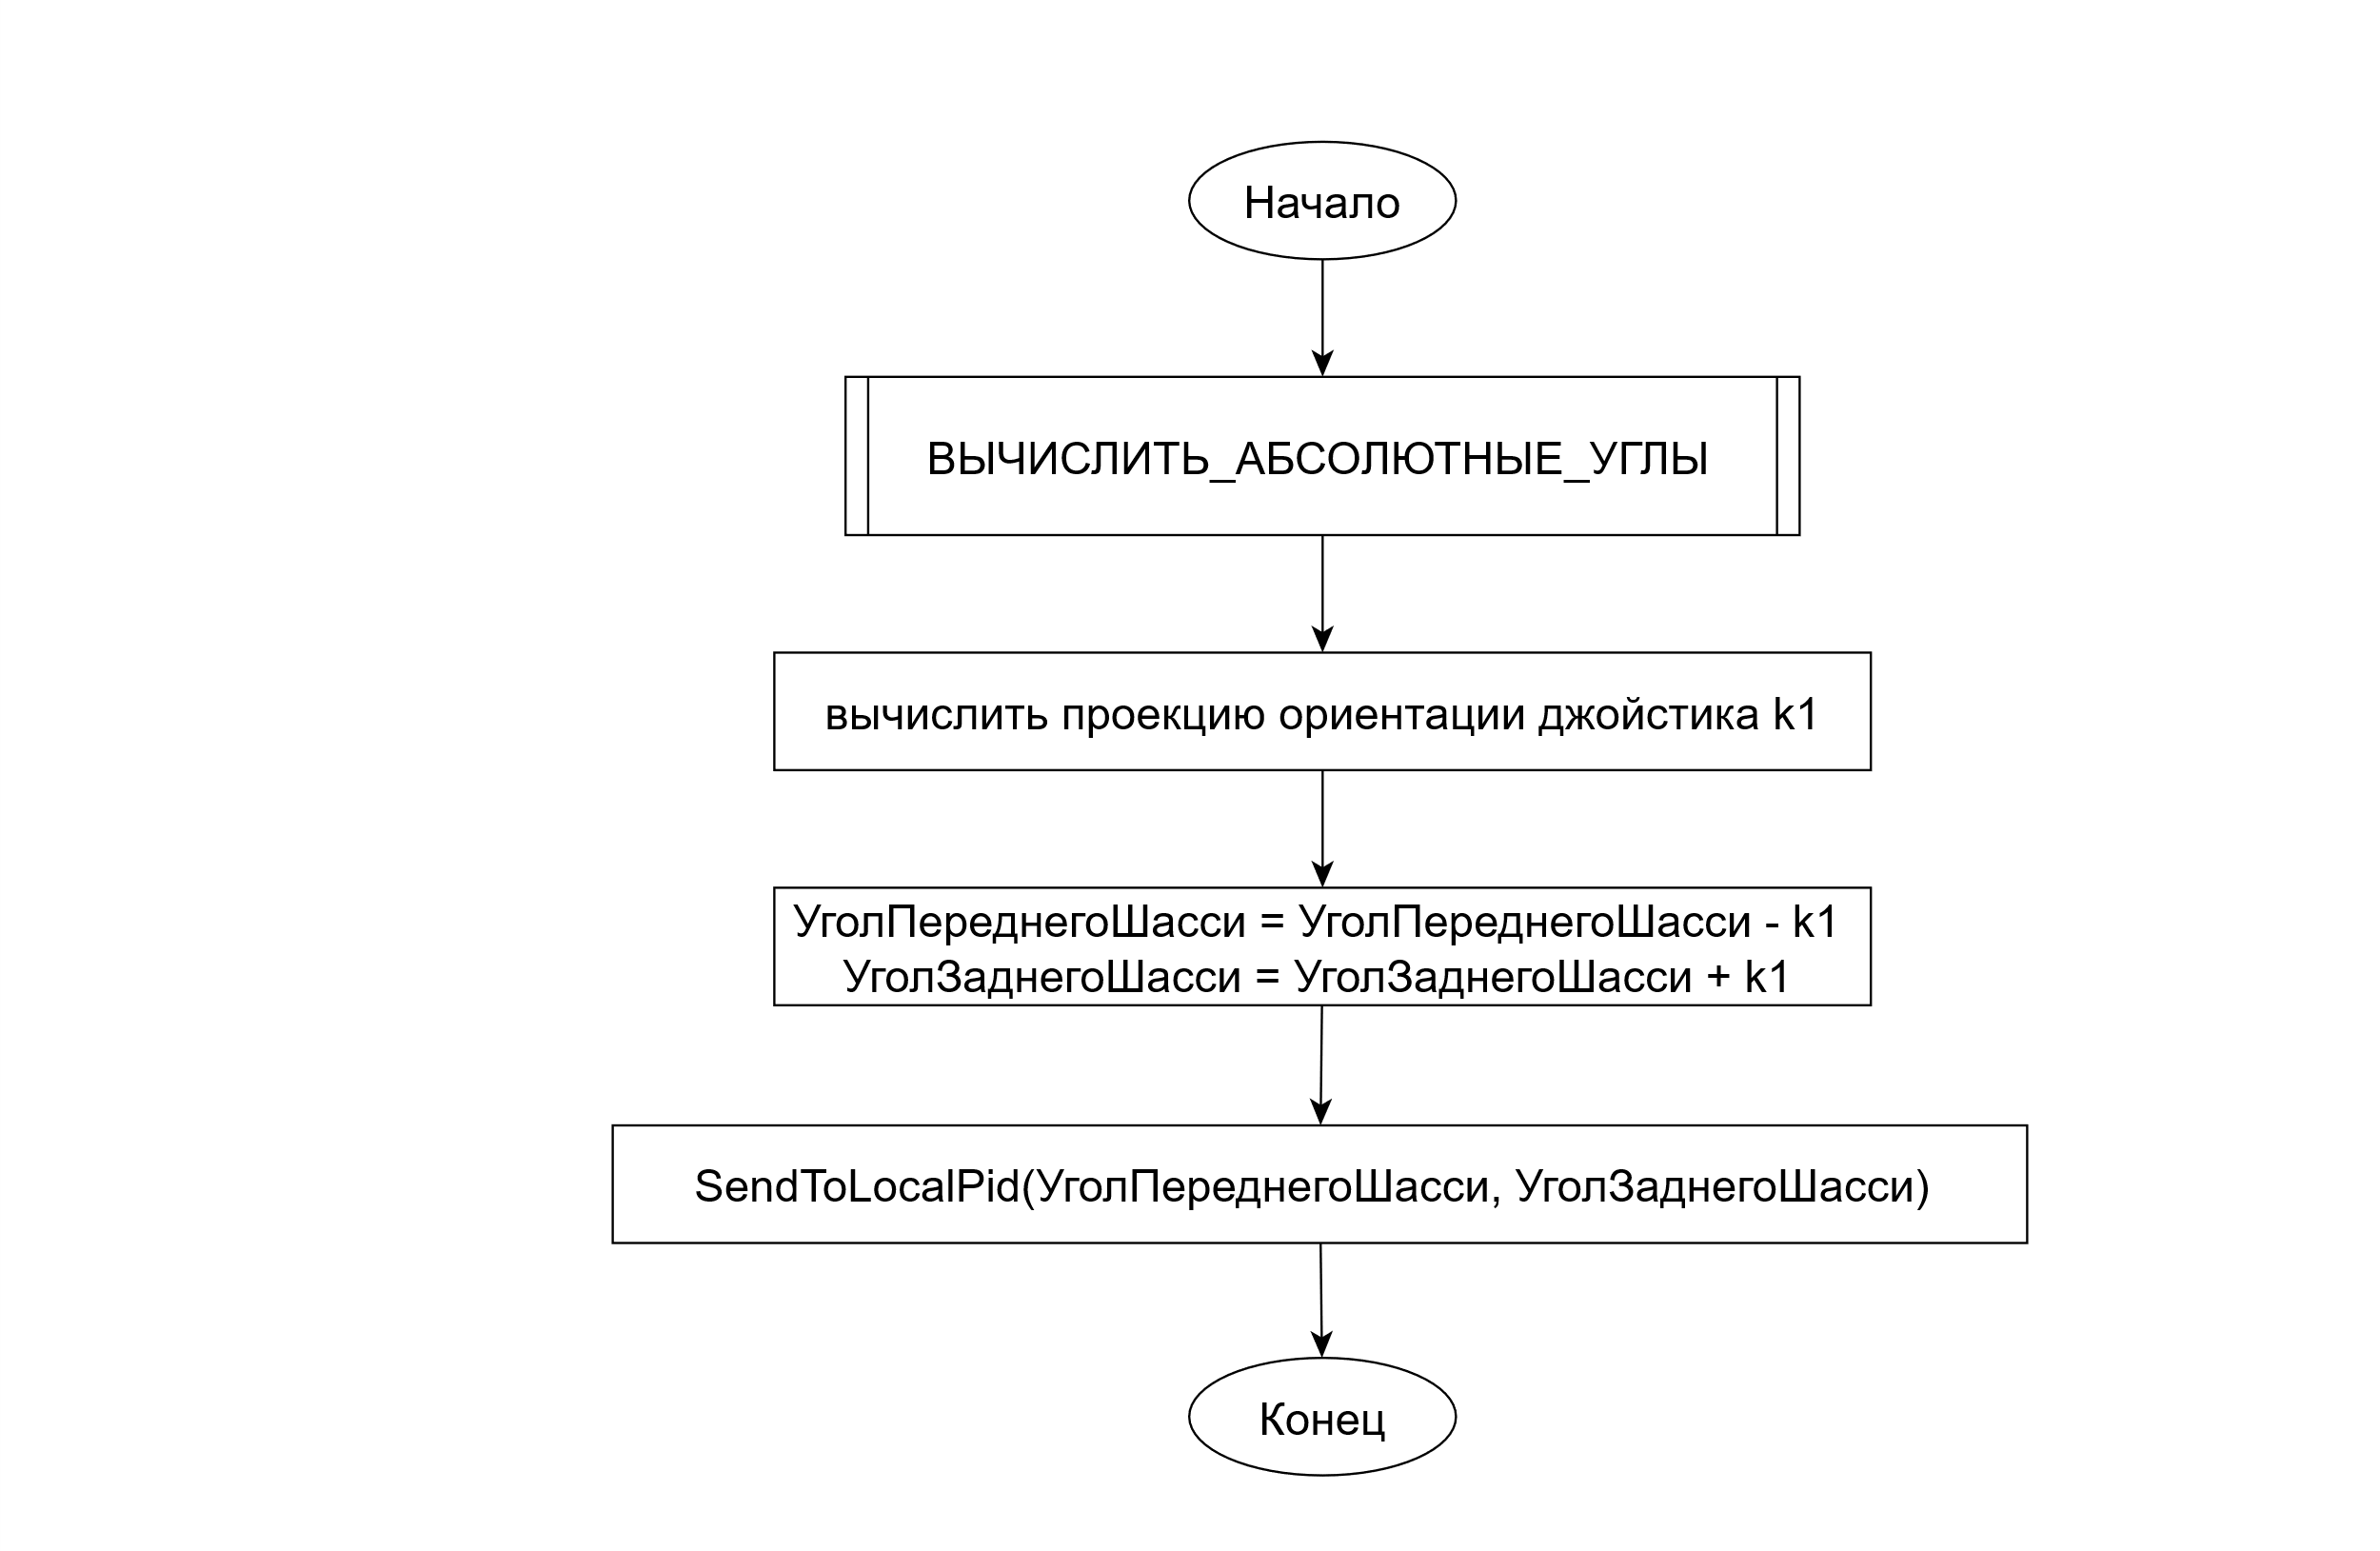 Начало
ВЫЧИСЛИТЬ_АБСОЛЮТНЫЕ_УГЛЫ
вычислить проекцию ориентации джойстика k1
УголПереднегоШасси = УголПереднегоШасси - k1
УголЗаднегоШасси = УголЗаднегоШасси + k1
SendToLocalPid(УголПереднегоШасси, УголЗаднегоШасси)
Конец